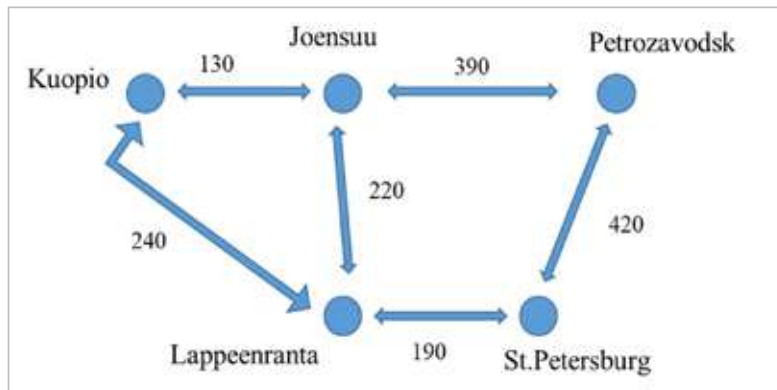 Joensuu
Petrozavodsk
Kuopio
130
390
220
240
420
Lappeenranta
190
St.Petersburg